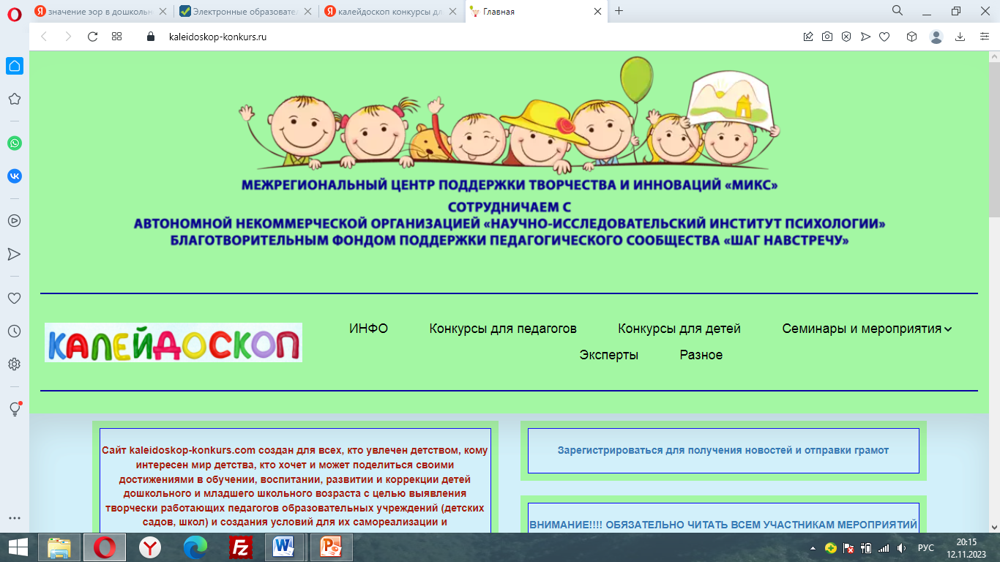 значение эор в дошкольн
Электронные образовател
калейдоскоп конкурсы дл
Главная
kaleidoskop-konkurs.ru
МЕЖРЕГИОНАЛЬНЫЙ ЦЕНТР ПОДДЕРЖКИ ТВОРЧЕСТВА И ИННОВАЦИЙ «МИКС»
СОТРУДНИЧАЕМ С
АВТОНОМНОЙ НЕКОММЕРЧЕСКОЙ ОРГАНИЗАЦИЕЙ «НАУЧНО-ИССЛЕДОВАТЕЛЬСКИЙ ИНСТИТУТ ПСИХОЛОГИИ»
БЛАГОТВОРИТЕЛЬНЫМ ФОНДОМ ПОДДЕРЖКИ ПЕДАГОГИЧЕСКОГО СООБЩЕСТВА «ШАГ НАВСТРЕЧУ»
КАЛЕЙДОСКОП
ИНФО Конкурсы для педагогов Конкурсы для детей Семинары и мероприятия
Эксперты Разное
Сайт kaleidoskop-konkurs.com создан для всех, кто увлечен детством, кому
интересен мир детства, кто хочет и может поделиться своими
достижениями в обучении, воспитании, развитии и коррекции детей
дошкольного и младшего школьного возраста с целью выявления
творчески работающих педагогов образовательных учреждений (детских
садов, школ) и создания условий для их самореализации и
Зарегистрироваться для получения новостей и отправки грамот
ВНИМАНИЕ!!!! ОБЯЗАТЕЛЬНО ЧИТАТЬ ВСЕМ УЧАСТНИКАМ МЕРОПРИЯТИЙ
РУС
20:15
12.11.2023